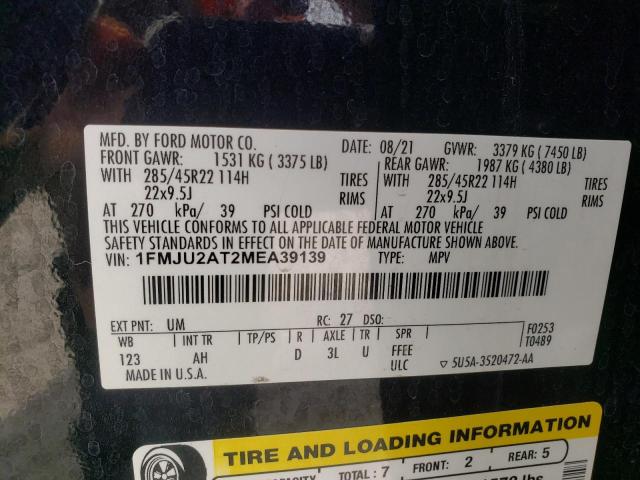 MFD. BY FORD MOTOR CO.
DATE: 08/21 GVWR: 3379 KG ( 7450 LB)
FRONT GAWR: 1531 KG ( 3375 LB) REAR GAWR: 1987 KG ( 4380 LB)
WITH 285/45R22 114H TIRES WITH 285/45R22 114H TIRES
22x9.5J RIMS 22x9.5J RIMS
AT 270 kPa/ 39 PSI COLD AT 270 kPa/ 39 PSI COLD
THIS VEHICLE CONFORMS TO ALL APPLICABLE FEDERAL MOTOR VEHICLE
SAFETY STANDARDS IN EFFECT ON THE DATE OF MANUFACTURE SHOWN ABOVE.
VIN: 1FMJU2AT2MEA39139 TYPE: MPV
EXT PNT: UM RC: 27 DSO: F0253
WB INT TR TP/PS R AXLE TR SPR T0489
123 AH D 3L U FFEE
MADE IN U.S.A. ULC ▽ 5U5A-3520472-AA
TIRE AND LOADING INFORMATION
TOTAL : 7 FRONT: 2 REAR: 5
lbs.